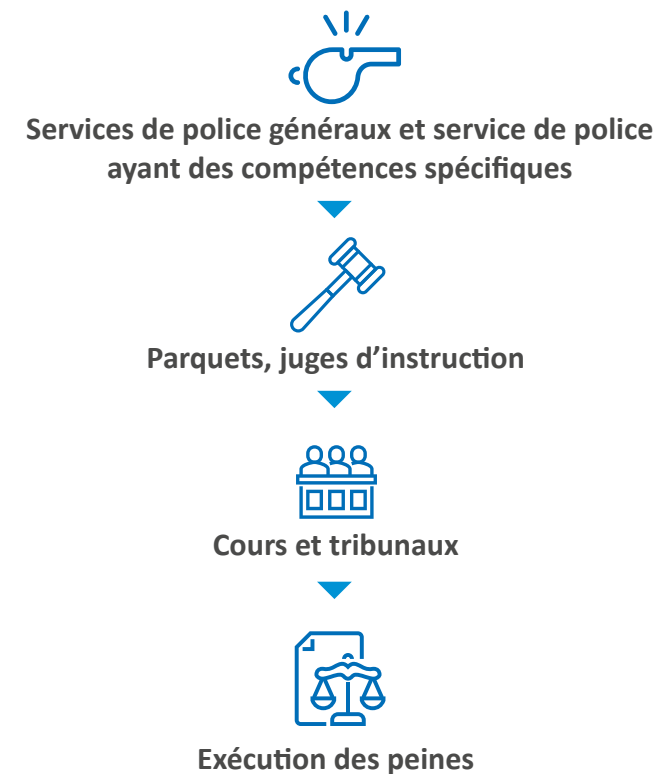 Services de police généraux et service de police
ayant des compétences spécifiques
Parquets, juges d’instruction
Cours et tribunaux
Exécution des peines